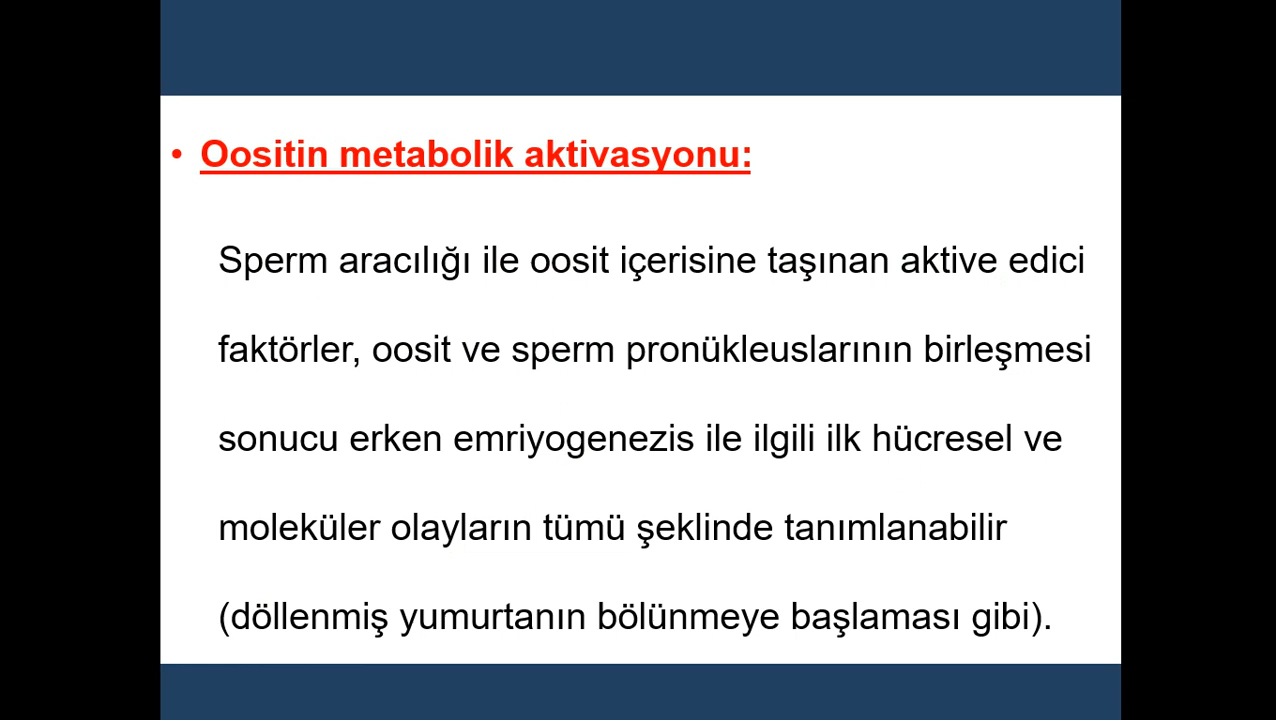 • Oositin metabolik aktivasyonu:
Sperm aracılığı ile oosit içerisine taşınan aktive edici
faktörler, oosit ve sperm pronükleuslarının birleşmesi
sonucu erken emriyogenezis ile ilgili ilk hücresel ve
moleküler olayların tümü şeklinde tanımlanabilir
(döllenmiş yumurtanın bölünmeye başlaması gibi).